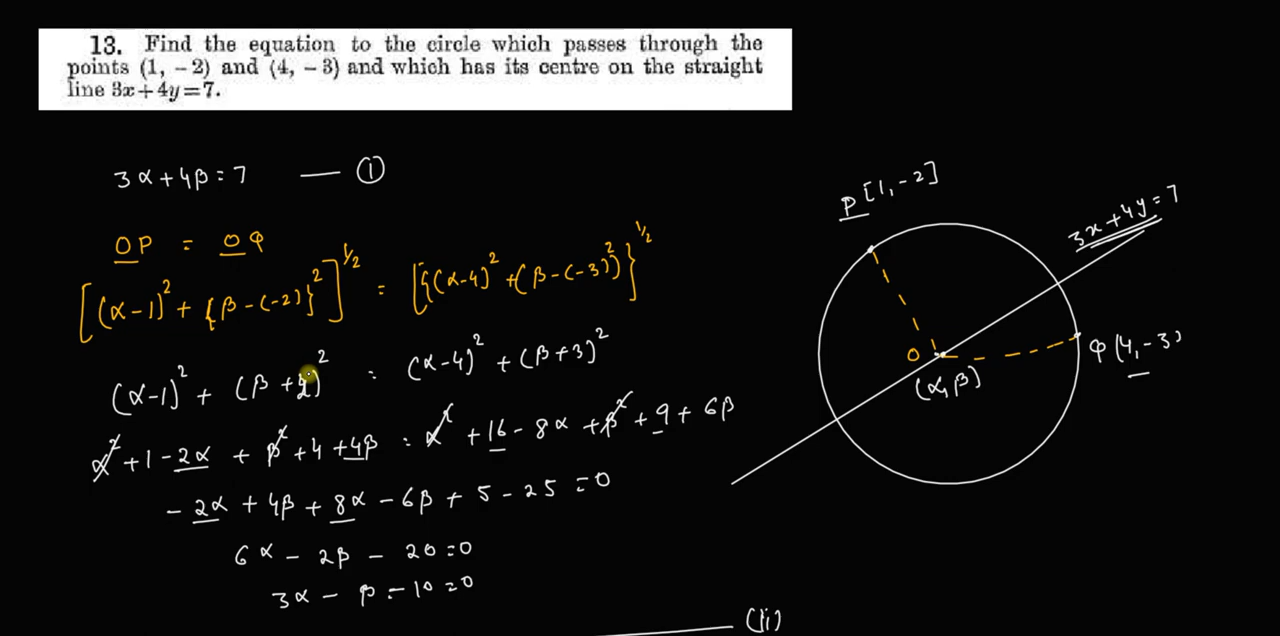 13. Find the equation to the circle which passes through the
points (1, −2) and (4, −3) and which has its centre on the straight
line 3x+4y=7.
3α+4β=7 — ①
OP = OQ
[(α-1)² + {β-(-2)}²]^1/2 = [{(α-4)² + (β-(-3)²)}^1/2
(α-1)² + (β+2)² = (α-4)² + (β+3)²
α² + 1 - 2α + β² + 4 + 4β = α² + 16 - 8α + β² + 9 + 6β
- 2α + 4β + 8α - 6β + 5 - 25 = 0
6α - 2β - 20 = 0
3α - β - 10 = 0
(ii)
P [1, -2]
3x+4y=7
O
Q (4, -3)
(α, β)